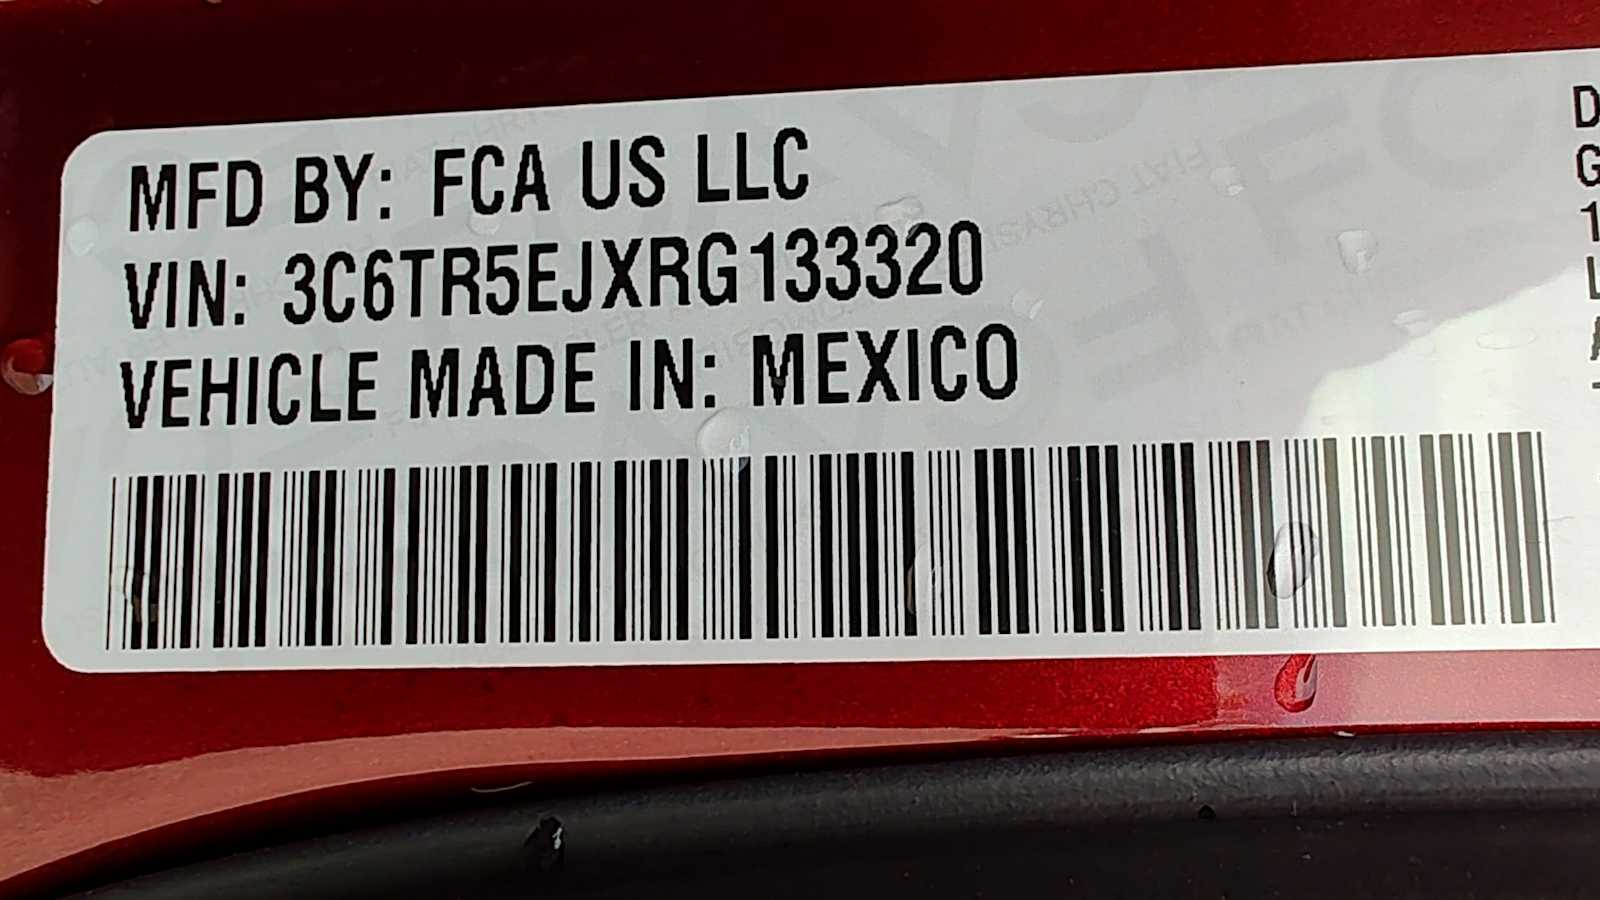 MFD BY: FCA US LLC
VIN: 3C6TR5EJXRG133320
VEHICLE MADE IN: MEXICO